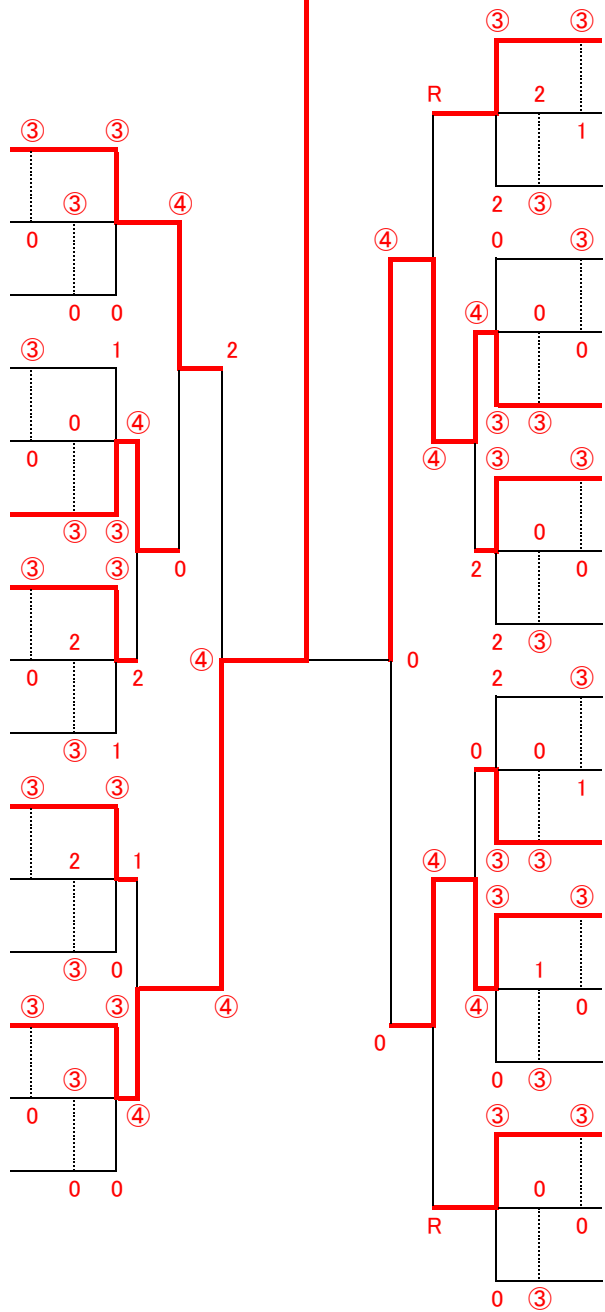 ③ ③
R 2
③ ③ 1
③ ④ 2 ③
0 ④ 0 ③
0 0 ④ 0
③ 1 2 0
0 ④ ③ ③
0 ④ ③ ③
③ ③ 0
③ ③ 0 2 0
2 2 ③
④ 0
0 2 2 ③
③ 1 0 0
③ ③ 1
2 1 ④ ③ ③
③ ③
③ 0 1
③ ③ ④ ④ 0
0
③ 0 ③
0 ④ ③ ③
0 0 0
R 0
0 ③